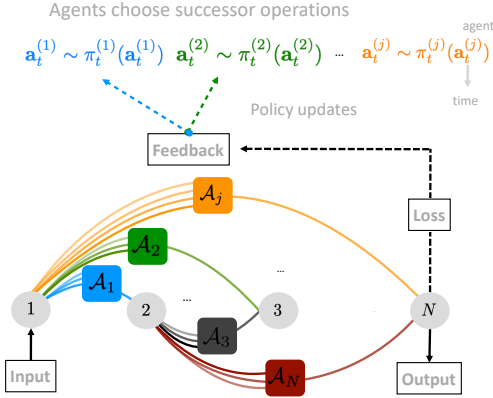 Agents choose successor operations
agent
a_t^{(1)} ∼ π_t^{(1)}(a_t^{(1)}) a_t^{(2)} ∼ π_t^{(2)}(a_t^{(2)}) ... a_t^{(j)} ∼ π_t^{(j)}(a_t^{(j)})
time
Policy updates
Feedback
A_j
Loss
A_2
A_1
...
...
1
2
3
N
A_3
A_N
Input
Output